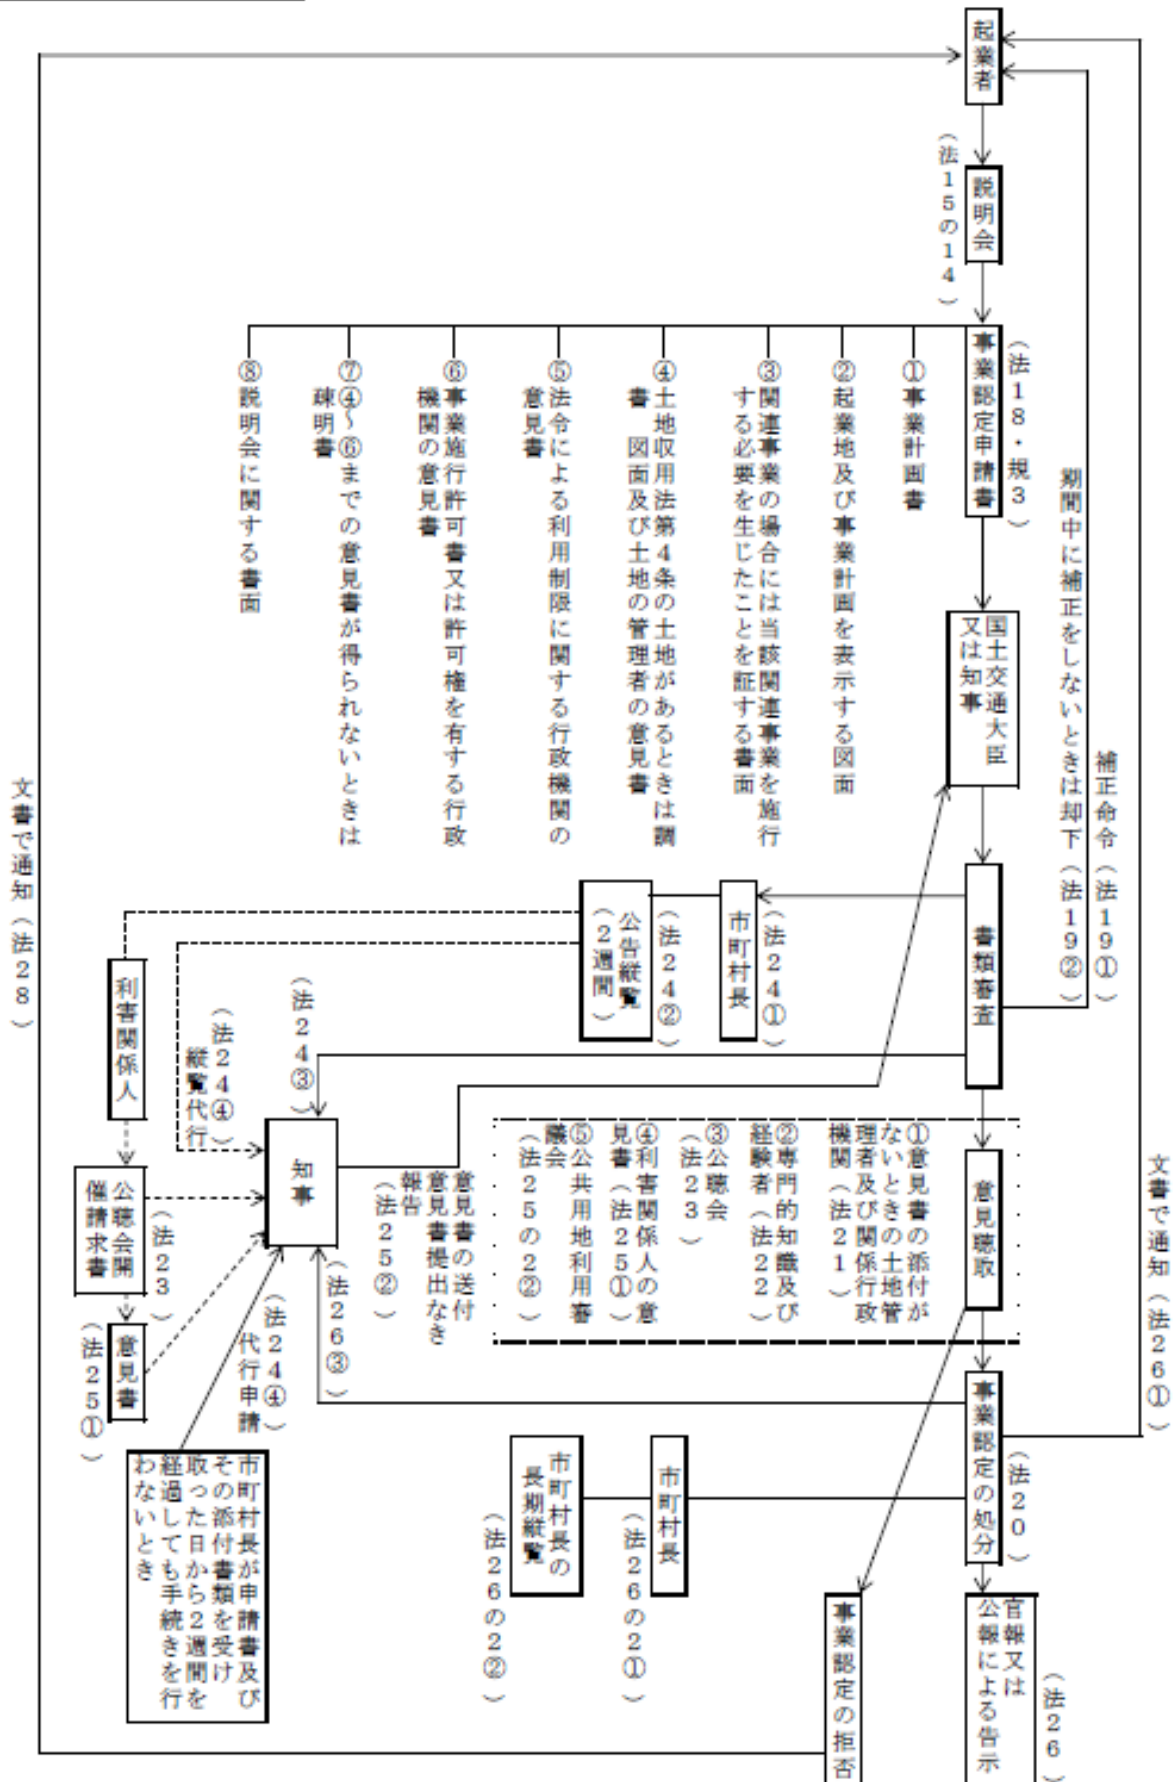 起業者
説明会
(法15の14)
事業認定申請書
(法18・規3)
①事業計画書
②起業地及び事業計画を表示する図面
③関連事業の場合には当該関連事業を施行
する必要を生じたことを証する書面
④土地収用法第4条の土地があるときは調
書 図面及び土地の管理者の意見書
⑤法令による利用制限に関する行政機関の
意見書
⑥事業施行許可書又は許可権を有する行政
機関の意見書
⑦④~⑥までの意見書が得られないときは
疎明書
⑧説明会に関する書面
国土交通大臣
又は知事
補正命令(法19①)
期間中に補正をしないときは却下(法19②)
書類審査
(法24①)
市町村長
(法24②)
公告縦覧
(2週間)
利害関係人
(法24③)
(法24④)
縦覧代行
知事
(法23)
公聴会開
催請求書
意見書
(法25①)
意見書の送付
意見書提出なき
報告
(法25②)
(法26③)
(法24④)
代行申請
市町村長が申請書及び
その添付書類を受け
取った日から2週間を
経過しても手続きを行
わないとき
意見聴取
①意見書の添付が
ないときの土地管
理者及び関係行政
機関(法21)
②専門的知識及び
経験者(法22)
③公聴会
(法23)
④利害関係人の意
見書(法25①)
⑤公共用地利用審
議会
(法25の2②)
文書で通知(法26①)
事業認定の処分
(法20)
市町村長
(法26の2①)
市町村長の
長期縦覧
(法26の2②)
官報又は
公報による告示
(法26)
事業認定の拒否
文書で通知(法28)